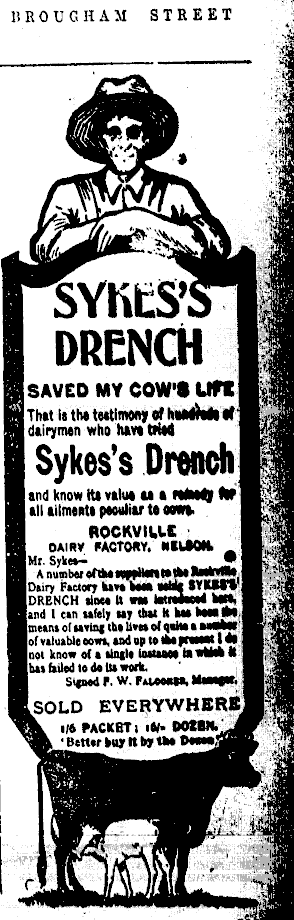 BROUGHAM STREET
SYKES'S
DRENCH
SAVED MY COW'S LIFE
That is the testimony of hundreds of
dairymen who have tried
Sykes's Drench
and know its value as a remedy for
all ailments peculiar to cows.
ROCKVILLE
DAIRY FACTORY, NELSON.
Mr. Sykes—
A number of the suppliers to the Rockville
Dairy Factory have been using SYKES'S
DRENCH since it was introduced here,
and I can safely say that it has been the
means of saving the lives of quite a number
of valuable cows, and up to the present I do
not know of a single instance in which it
has failed to do its work.
Signed F. W. FALCONER, Manager.
SOLD EVERYWHERE
1/6 PACKET; 16/- DOZEN.
'Better buy it by the Dozen.'